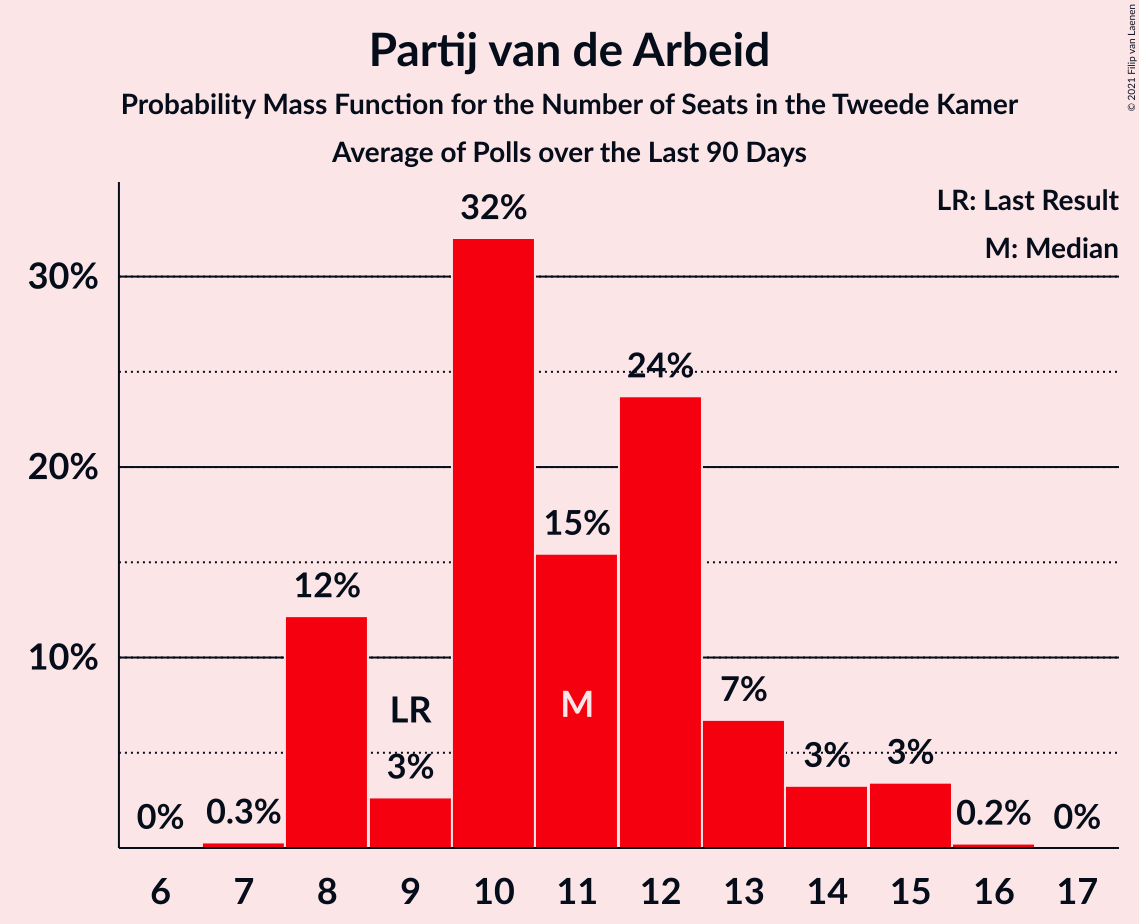 Partij van de Arbeid
Probability Mass Function for the Number of Seats in the Tweede Kamer
Average of Polls over the Last 90 Days
© 2021 Filip van Laenen
LR: Last Result
M: Median
32%
30%
24%
20%
15%
12%
10%
LR
M
7%
3%
3%
3%
0%
0.3%
0.2%
0%
6 7 8 9 10 11 12 13 14 15 16 17